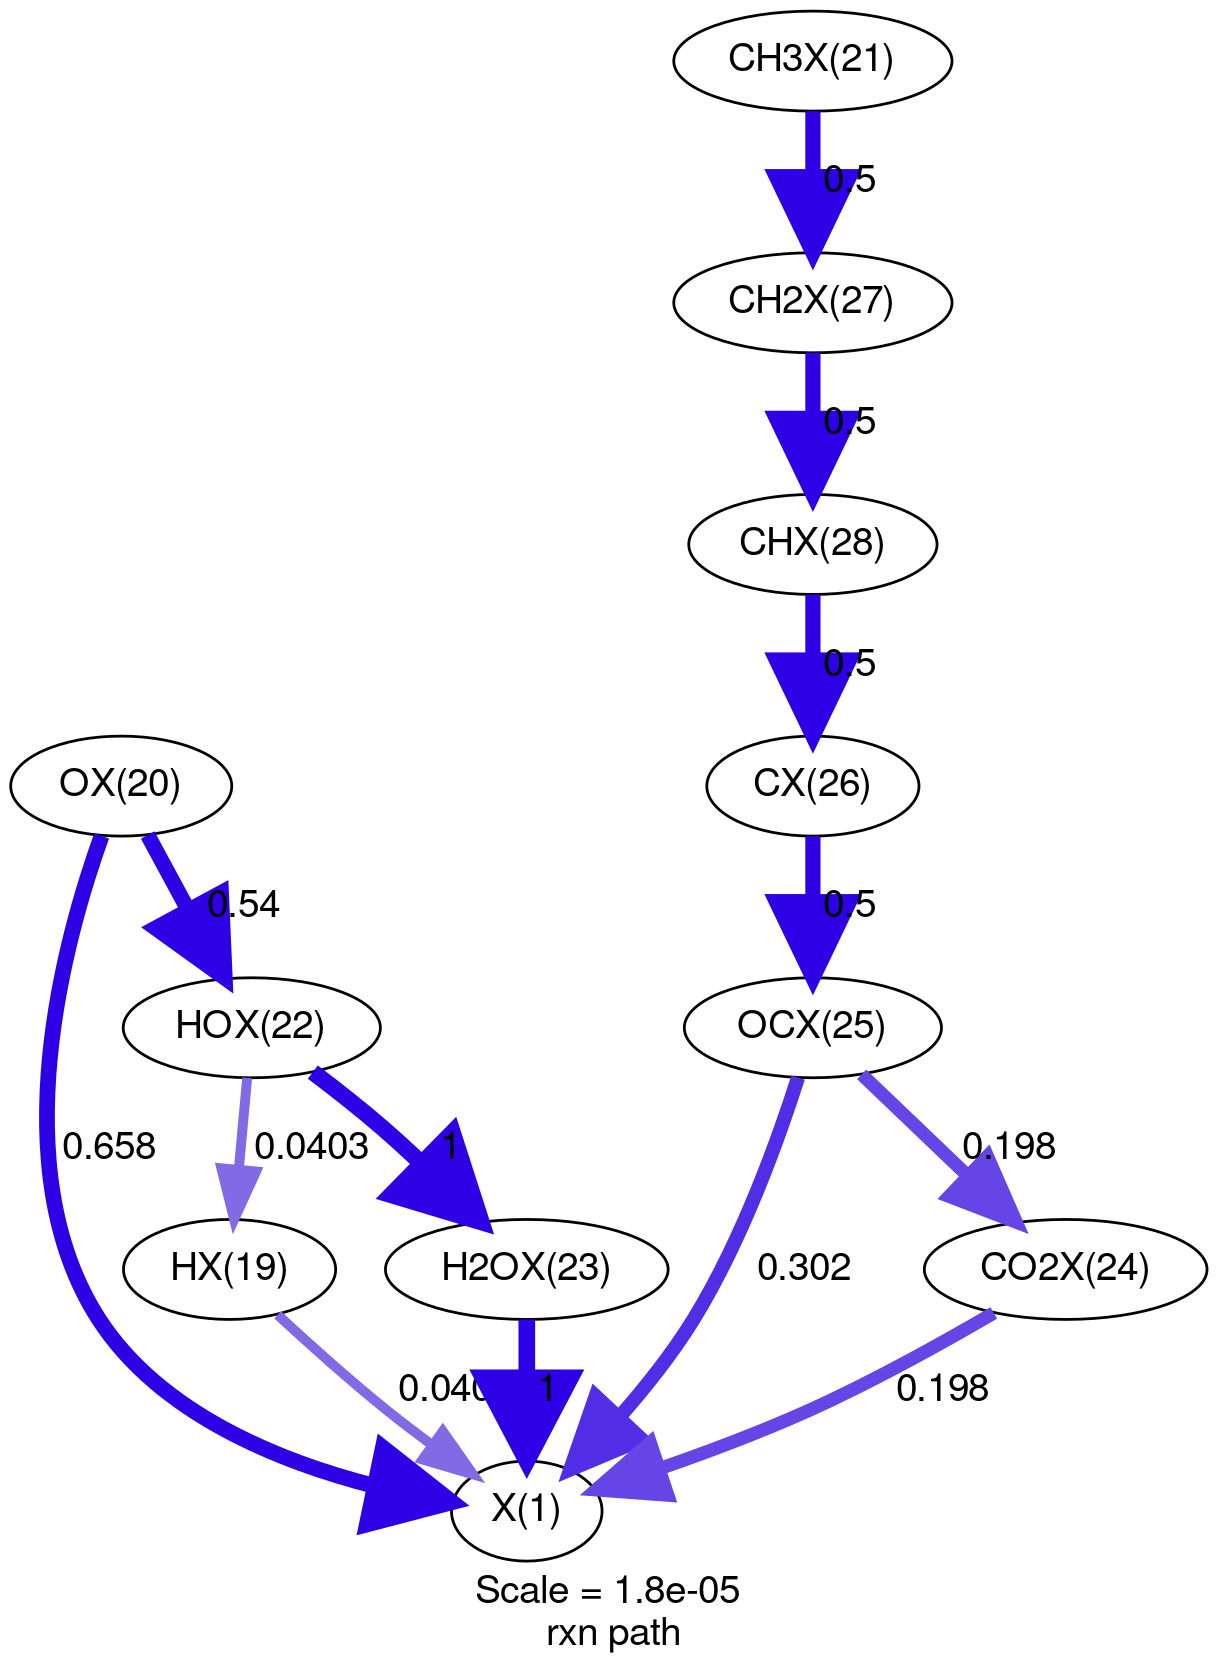 CH3X(21)
0.5
CH2X(27)
0.5
CHX(28)
0.5
OX(20)
CX(26)
0.54
0.5
HOX(22)
OCX(25)
0.658
0.0403
1
0.198
HX(19)
H2OX(23)
0.302
CO2X(24)
1
0.198
X(1)
Scale = 1.8e-05
rxn path